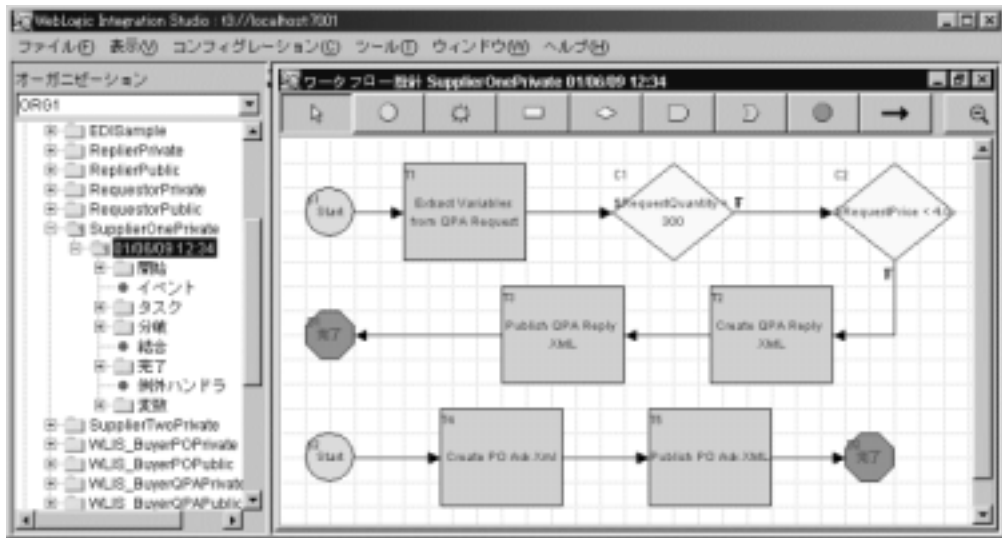 WebLogic Integration Studio : t3://localhost:7001
ファイル(F) 表示(V) コンフィグレーション(C) ツール(T) ウィンドウ(W) ヘルプ(H)
オーガニゼーション
ORG1
EDISample
ReplierPrivate
ReplierPublic
RequestorPrivate
RequestorPublic
SupplierOnePrivate
01/06/09 12:34
開始
イベント
タスク
分岐
結合
完了
例外ハンドラ
変数
SupplierTwoPrivate
WLIS_BuyerPOPrivate
WLIS_BuyerPOPublic
WLIS_BuyerQPAPrivate
WLIS_BuyerQPAPublic
ワークフロー設計 SupplierOnePrivate 01/06/09 12:34
Start
T1
Extract Variables
from QPA Request
C1
$RequestQuantity <
300
T
C2
$RequestPrice < 4.0
T
完了
T3
Publish QPA Reply
XML
T2
Create QPA Reply
XML
Start
T4
Create PO Ack Xml
T5
Publish PO Ack XML
完了